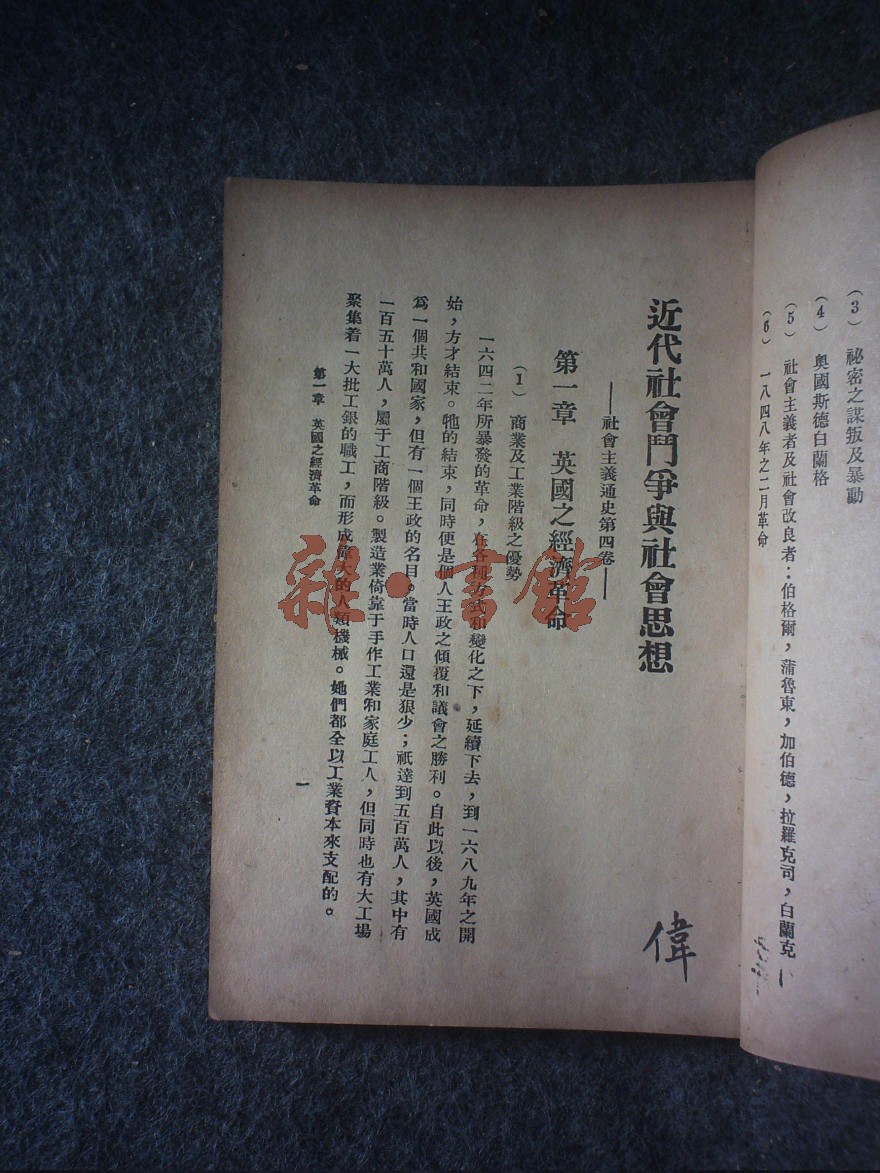 (3) 祕密之謀叛及暴動
(4) 奧國斯德白蘭格
(5) 社會主義者及社會改良者：伯格爾，蒲魯東，加伯德，拉羅克司，白蘭克
(6) 一八四八年之二月革命
近代社會鬥爭與社會思想
——社會主義通史第四卷——
第一章 英國之經濟革命
(1) 商業及工業階級之優勢
一六四二年所暴發的革命，在各種方式和變化之下，延續下去，到一六八九年之開
始，方才結束。牠的結束，同時便是個人王政之傾覆和議會之勝利。自此以後，英國成
爲一個共和國家，但有一個王政的名目。當時人口還是狠少；祇達到五百萬人，其中有
一百五十萬人，屬于工商階級。製造業倚靠于手作工業和家庭工人，但同時也有大工場
聚集着一大批工銀的職工，而形成偉大的人類機械。她們都全以工業資本來支配的。
第一章 英國之經濟革命
一
偉
雜·書館